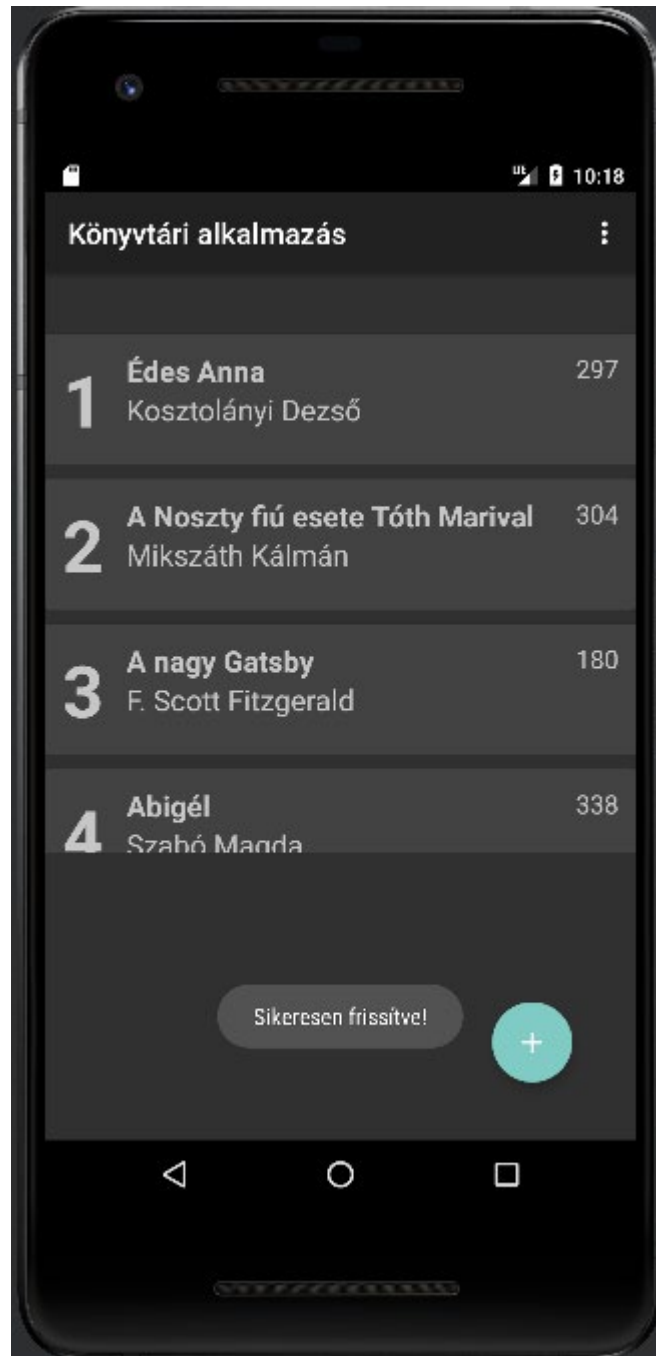 10:18
Könyvtári alkalmazás
Édes Anna
297
1
Kosztolányi Dezső
A Noszty fiú esete Tóth Marival
304
2
Mikszáth Kálmán
A nagy Gatsby
180
3
F. Scott Fitzgerald
Abigél
338
4
Szabó Magda
Sikeresen frissítve!
+